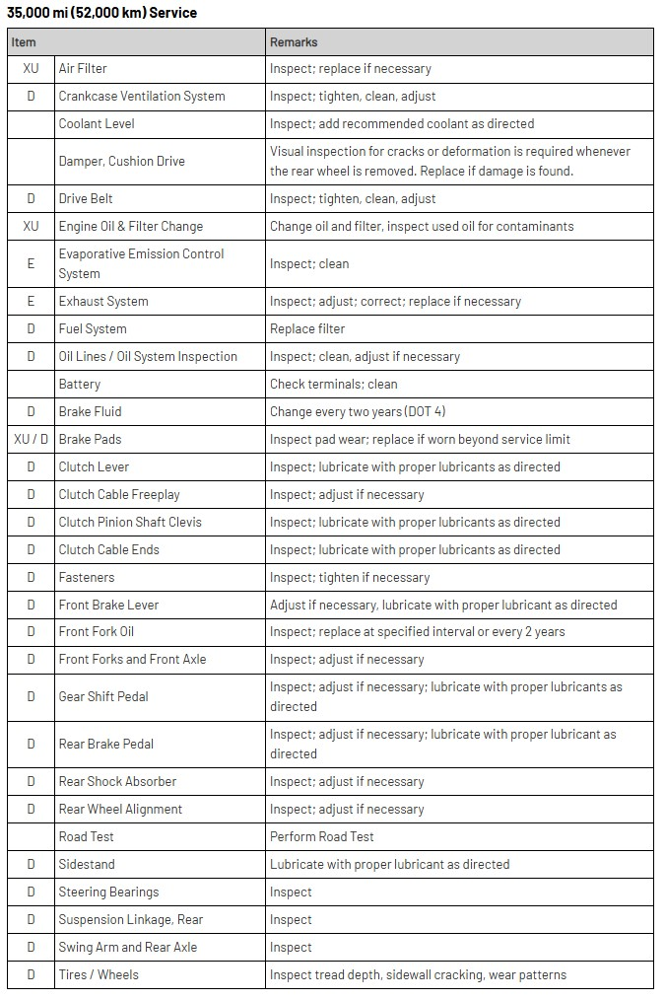 35,000 mi (52,000 km) Service
Item Remarks
XU Air Filter Inspect; replace if necessary
D Crankcase Ventilation System Inspect; tighten, clean, adjust
Coolant Level Inspect; add recommended coolant as directed
Damper, Cushion Drive Visual inspection for cracks or deformation is required whenever
the rear wheel is removed. Replace if damage is found.
D Drive Belt Inspect; tighten, clean, adjust
XU Engine Oil & Filter Change Change oil and filter, inspect used oil for contaminants
E Evaporative Emission Control
System Inspect; clean
E Exhaust System Inspect; adjust; correct; replace if necessary
D Fuel System Replace filter
D Oil Lines / Oil System Inspection Inspect; clean, adjust if necessary
Battery Check terminals; clean
D Brake Fluid Change every two years (DOT 4)
XU / D Brake Pads Inspect pad wear; replace if worn beyond service limit
D Clutch Lever Inspect; lubricate with proper lubricants as directed
D Clutch Cable Freeplay Inspect; adjust if necessary
D Clutch Pinion Shaft Clevis Inspect; lubricate with proper lubricants as directed
D Clutch Cable Ends Inspect; lubricate with proper lubricants as directed
D Fasteners Inspect; tighten if necessary
D Front Brake Lever Adjust if necessary, lubricate with proper lubricant as directed
D Front Fork Oil Inspect; replace at specified interval or every 2 years
D Front Forks and Front Axle Inspect; adjust if necessary
D Gear Shift Pedal Inspect; adjust if necessary; lubricate with proper lubricants as
directed
D Rear Brake Pedal Inspect; adjust if necessary; lubricate with proper lubricant as
directed
D Rear Shock Absorber Inspect; adjust if necessary
D Rear Wheel Alignment Inspect; adjust if necessary
Road Test Perform Road Test
D Sidestand Lubricate with proper lubricant as directed
D Steering Bearings Inspect
D Suspension Linkage, Rear Inspect
D Swing Arm and Rear Axle Inspect
D Tires / Wheels Inspect tread depth, sidewall cracking, wear patterns